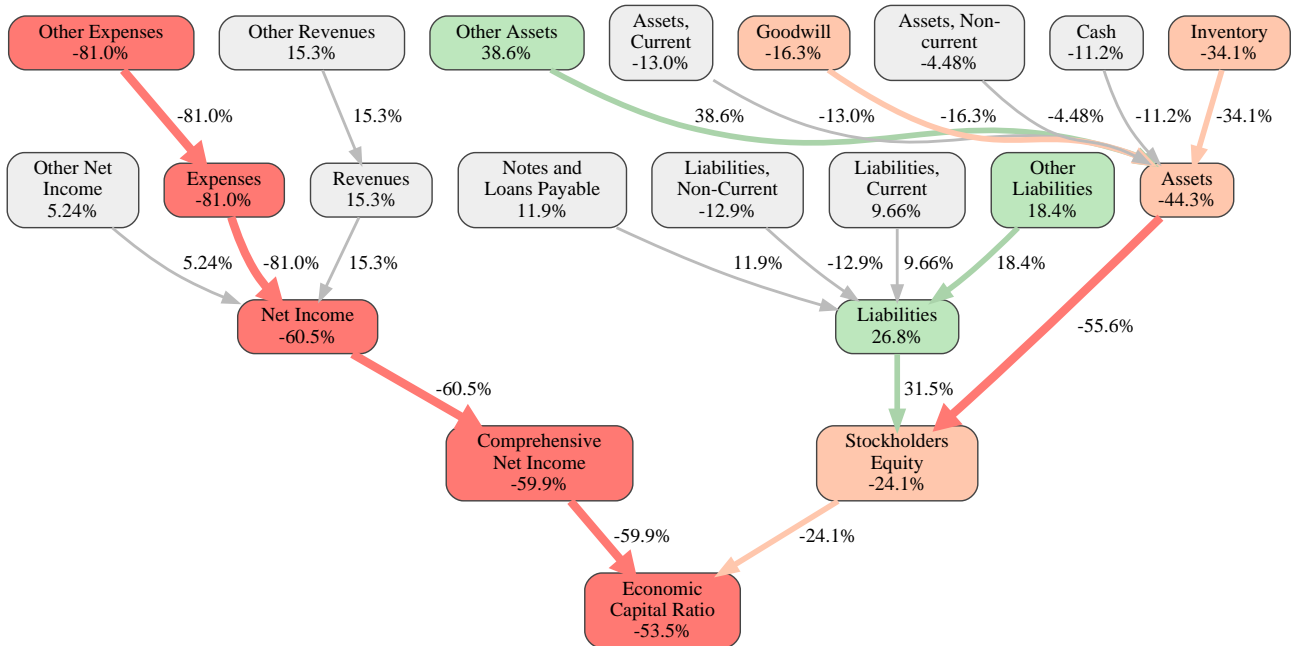 Other Expenses
-81.0%
Other Revenues
15.3%
Other Assets
38.6%
Assets,
Current
-13.0%
Goodwill
-16.3%
Assets, Non-
current
-4.48%
Cash
-11.2%
Inventory
-34.1%
-81.0%
15.3%
38.6%
-13.0%
-16.3%
-4.48%
-11.2%
-34.1%
Other Net
Income
5.24%
Expenses
-81.0%
Revenues
15.3%
Notes and
Loans Payable
11.9%
Liabilities,
Non-Current
-12.9%
Liabilities,
Current
9.66%
Other
Liabilities
18.4%
Assets
-44.3%
5.24%
-81.0%
15.3%
11.9%
-12.9%
9.66%
18.4%
Net Income
-60.5%
Liabilities
26.8%
-55.6%
-60.5%
31.5%
Comprehensive
Net Income
-59.9%
Stockholders
Equity
-24.1%
-59.9%
-24.1%
Economic
Capital Ratio
-53.5%